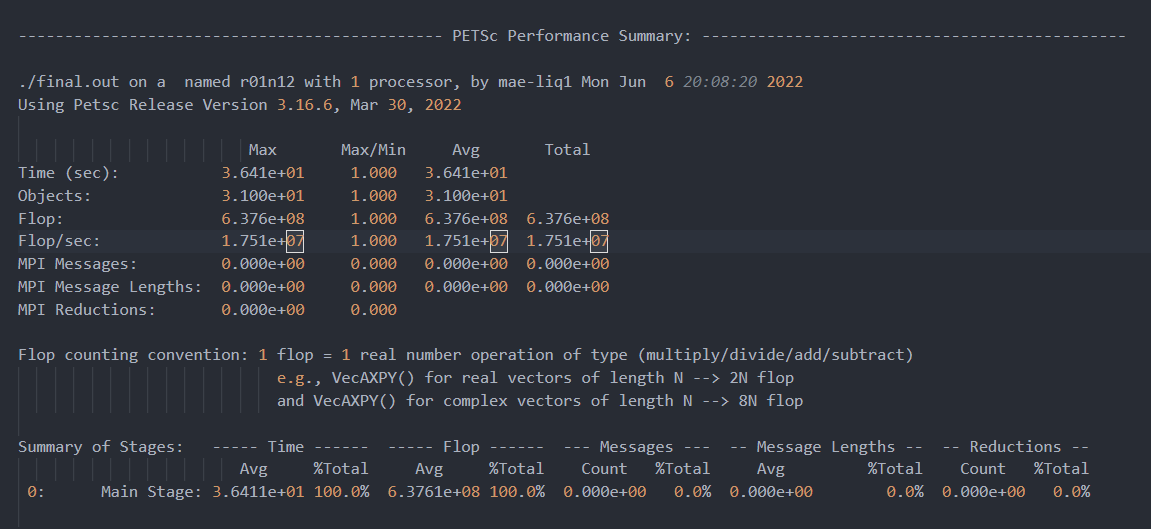 ---------------------------------------------- PETSc Performance Summary: ----------------------------------------------
./final.out on a  named r01n12 with 1 processor, by mae-liq1 Mon Jun  6 20:08:20 2022
Using Petsc Release Version 3.16.6, Mar 30, 2022
                         Max       Max/Min     Avg       Total
Time (sec):           3.641e+01     1.000   3.641e+01
Objects:              3.100e+01     1.000   3.100e+01
Flop:                 6.376e+08     1.000   6.376e+08  6.376e+08
Flop/sec:             1.751e+07     1.000   1.751e+07  1.751e+07
MPI Messages:         0.000e+00     0.000   0.000e+00  0.000e+00
MPI Message Lengths:  0.000e+00     0.000   0.000e+00  0.000e+00
MPI Reductions:       0.000e+00     0.000
Flop counting convention: 1 flop = 1 real number operation of type (multiply/divide/add/subtract)
                            e.g., VecAXPY() for real vectors of length N --> 2N flop
                            and VecAXPY() for complex vectors of length N --> 8N flop
Summary of Stages:   ----- Time ------  ----- Flop ------  --- Messages ---  -- Message Lengths --  -- Reductions --
                        Avg     %Total     Avg     %Total    Count   %Total     Avg         %Total    Count   %Total
 0:      Main Stage: 3.6411e+01 100.0%  6.3761e+08 100.0%  0.000e+00   0.0%  0.000e+00        0.0%  0.000e+00   0.0%